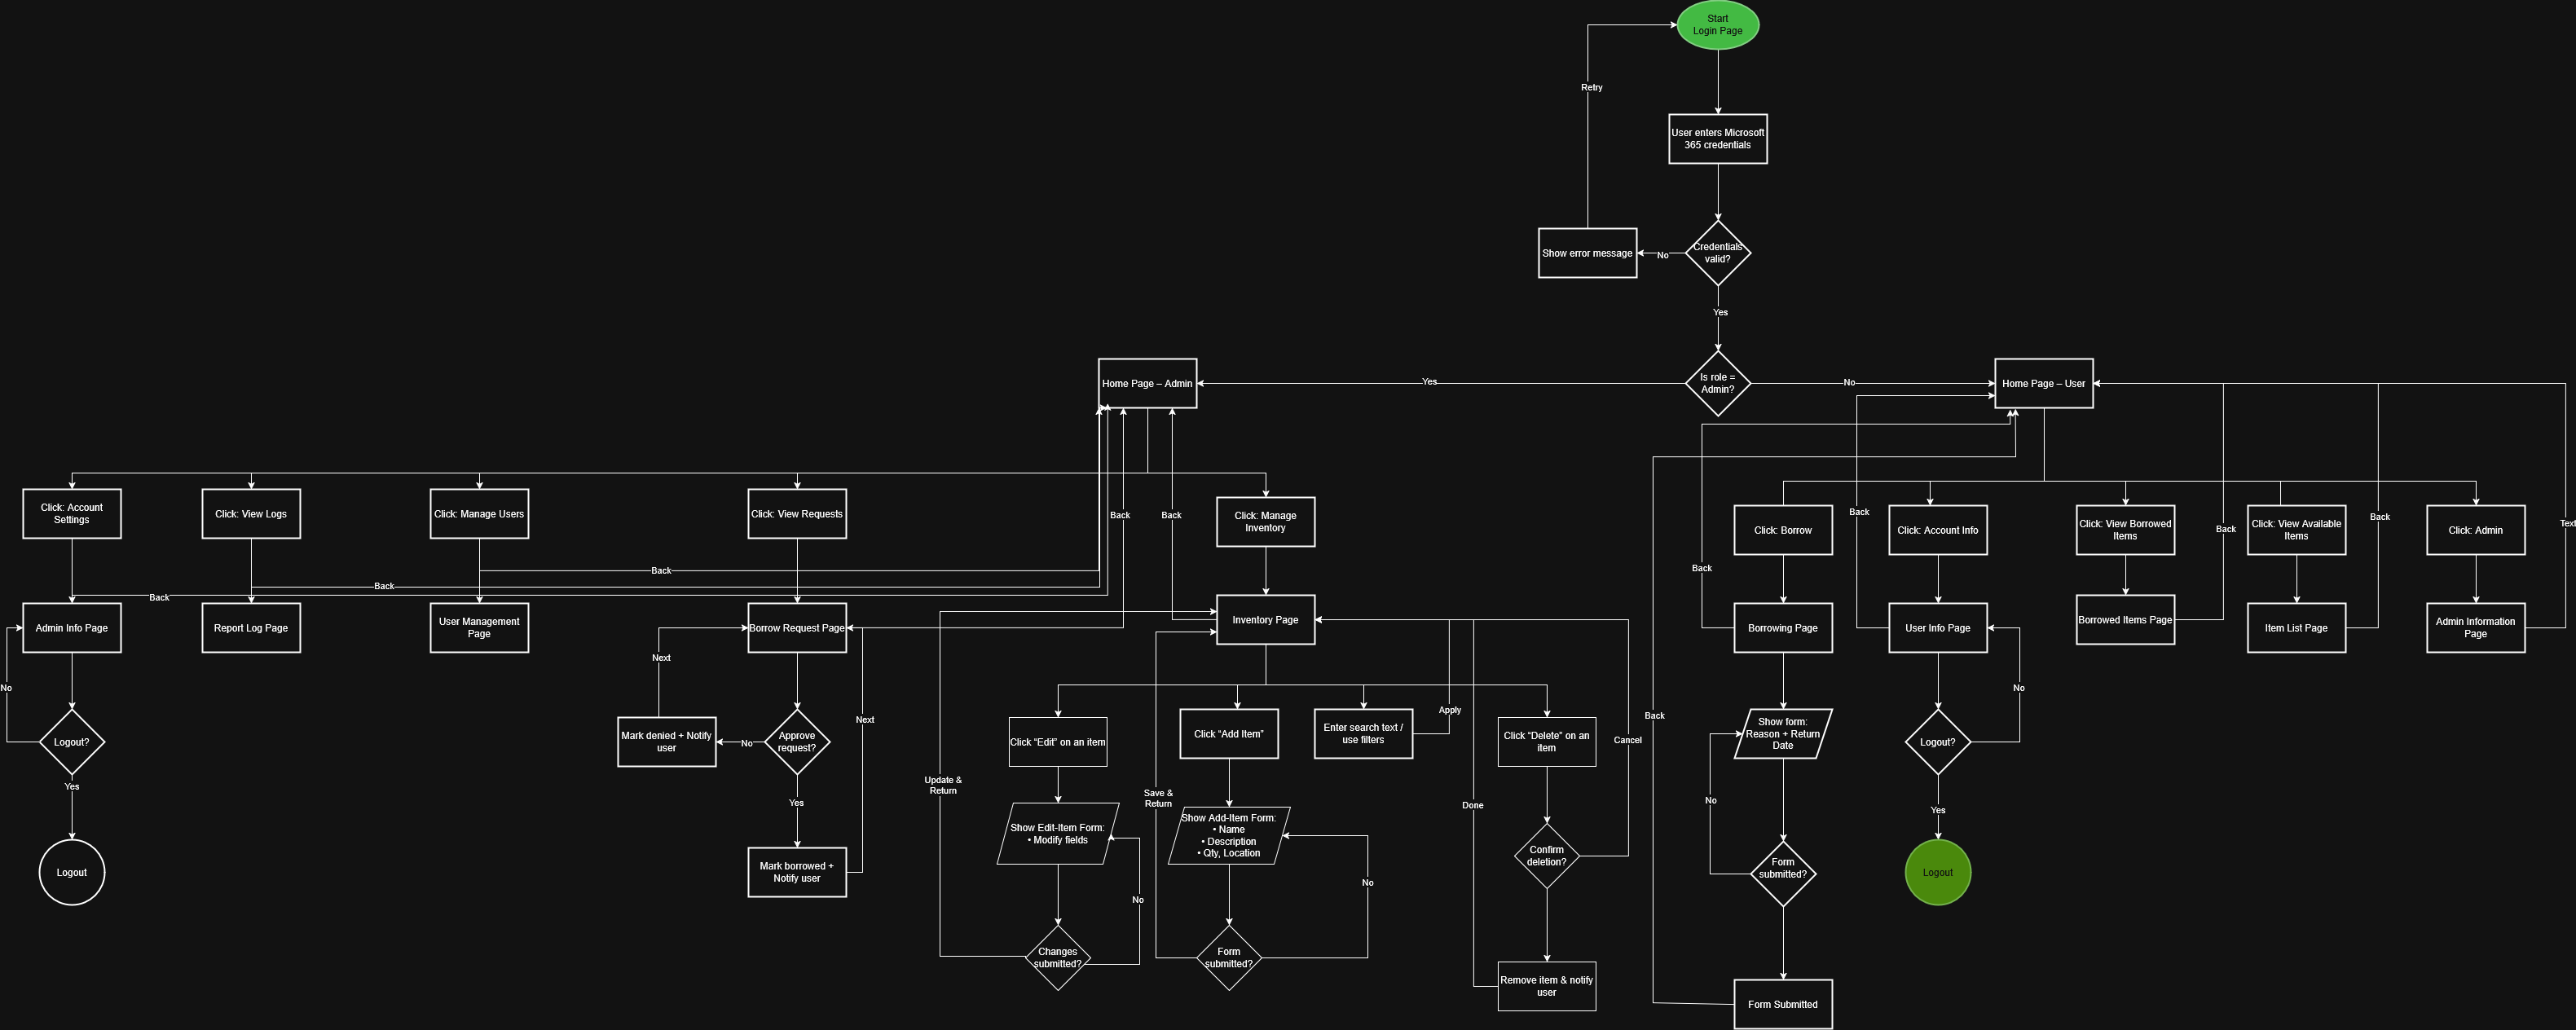 Start
Login Page
Retry
User enters Microsoft
365 credentials
Show error message
No
Credentials
valid?
Yes
Home Page – Admin
Yes
Is role =
Admin?
No
Home Page – User
Click: Account
Settings
Click: View Logs
Click: Manage Users
Click: View Requests
Back
Back
Click: Manage
Inventory
Back
Click: Borrow
Back
Click: Account Info
Click: View Borrowed
Items
Back
Click: View Available
Items
Back
Click: Admin
Text
Back
Back
Back
Admin Info Page
Report Log Page
User Management
Page
Borrow Request Page
Inventory Page
Borrowing Page
User Info Page
Borrowed Items Page
Item List Page
Admin Information
Page
No
Next
Next
Apply
Back
No
Logout?
Mark denied + Notify
user
No
Approve
request?
Click “Edit” on an item
Click “Add Item”
Enter search text /
use filters
Click “Delete” on an
item
Cancel
Show form:
Reason + Return
Date
Logout?
Yes
Yes
Update &
Return
Save &
Return
Done
No
Yes
Show Edit-Item Form:
• Modify fields
Show Add-Item Form:
• Name
• Description
• Qty, Location
Confirm
deletion?
Logout
Mark borrowed +
Notify user
No
No
Form
submitted?
Logout
Changes
submitted?
Form
submitted?
Remove item & notify
user
Form Submitted